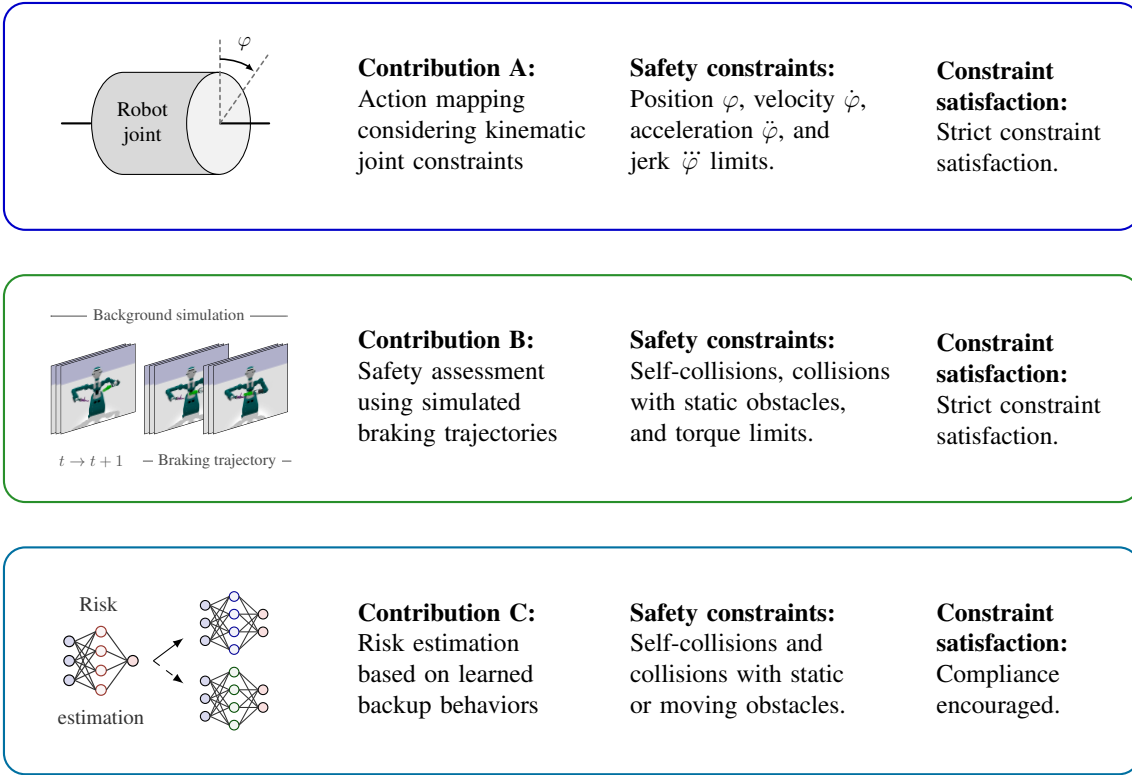 φ
Robot
joint
Contribution A:
Action mapping
considering kinematic
joint constraints
Safety constraints:
Position φ, velocity φ̇,
acceleration φ̈, and
jerk φ⃛ limits.
Constraint
satisfaction:
Strict constraint
satisfaction.
Background simulation
t → t + 1
Braking trajectory
Contribution B:
Safety assessment
using simulated
braking trajectories
Safety constraints:
Self-collisions, collisions
with static obstacles,
and torque limits.
Constraint
satisfaction:
Strict constraint
satisfaction.
Risk
estimation
Contribution C:
Risk estimation
based on learned
backup behaviors
Safety constraints:
Self-collisions and
collisions with static
or moving obstacles.
Constraint
satisfaction:
Compliance
encouraged.